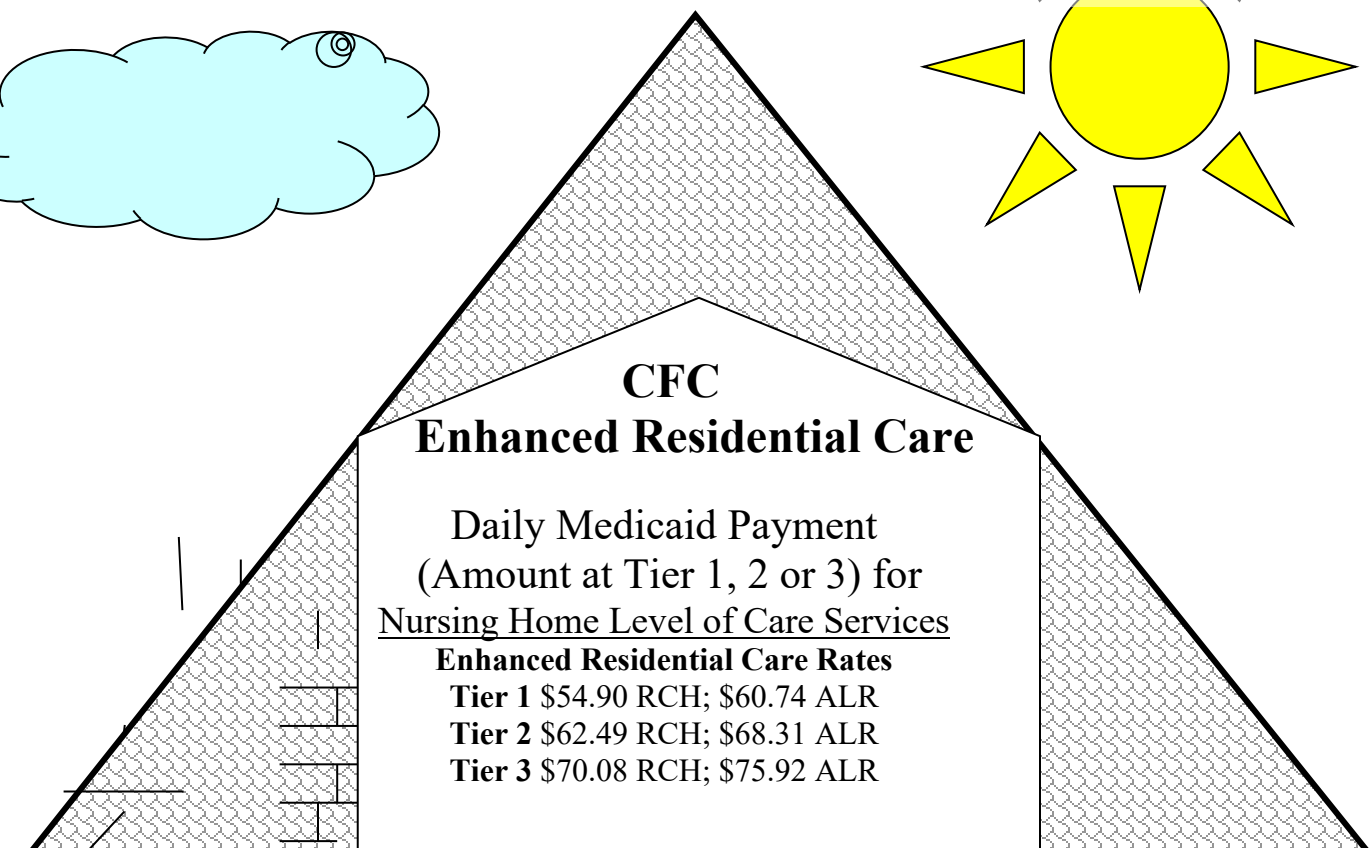 CFC
Enhanced Residential Care
Daily Medicaid Payment
(Amount at Tier 1, 2 or 3) for
Nursing Home Level of Care Services
Enhanced Residential Care Rates
Tier 1 $54.90 RCH; $60.74 ALR
Tier 2 $62.49 RCH; $68.31 ALR
Tier 3 $70.08 RCH; $75.92 ALR